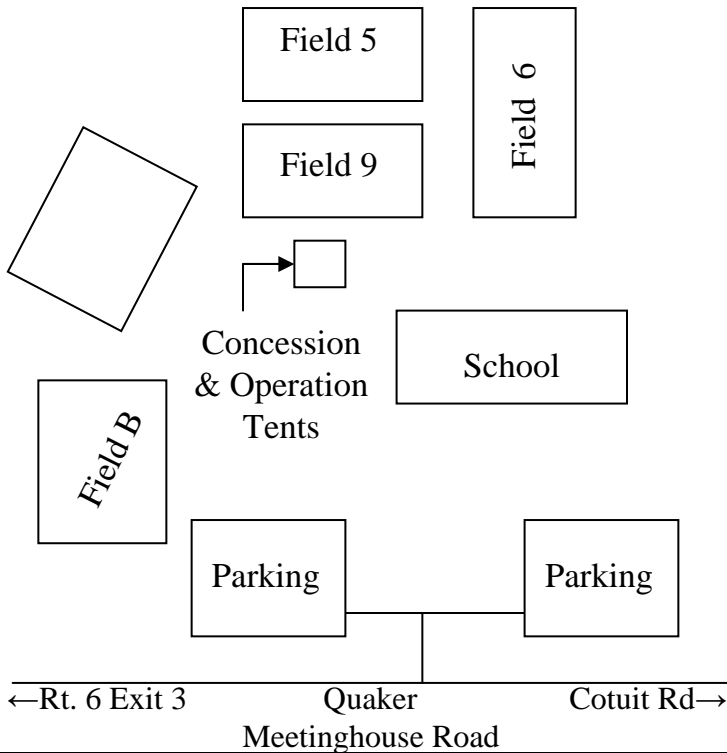 Field 5
Field 6
Field 9
Concession
& Operation
Tents
School
Field B
Parking
Parking
←Rt. 6 Exit 3 Quaker Cotuit Rd→
Meetinghouse Road